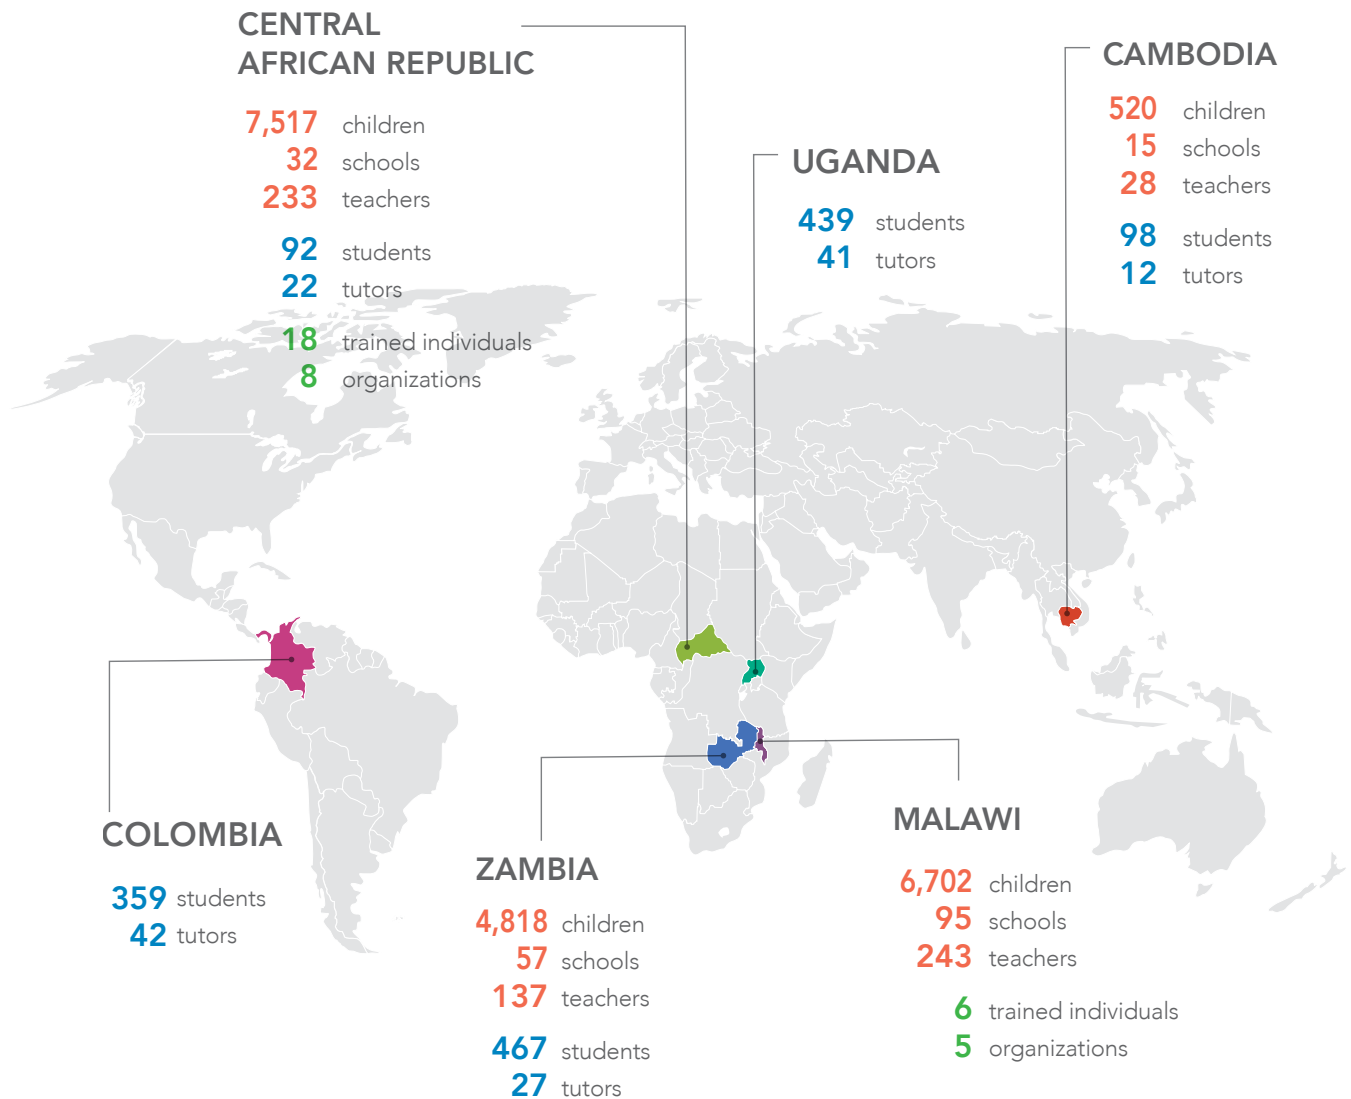 CENTRAL
AFRICAN REPUBLIC
7,517 children
32 schools
233 teachers
92 students
22 tutors
18 trained individuals
8 organizations
UGANDA
439 students
41 tutors
CAMBODIA
520 children
15 schools
28 teachers
98 students
12 tutors
COLOMBIA
359 students
42 tutors
ZAMBIA
4,818 children
57 schools
137 teachers
467 students
27 tutors
MALAWI
6,702 children
95 schools
243 teachers
6 trained individuals
5 organizations